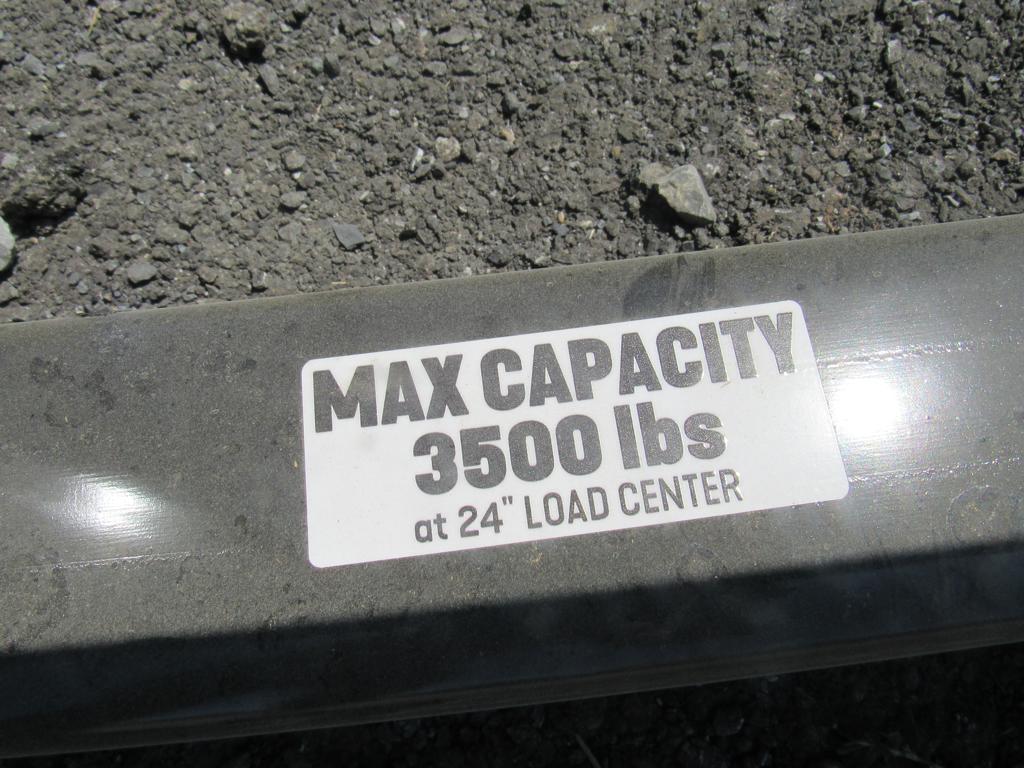 MAX CAPACITY
3500 lbs
at 24" LOAD CENTER